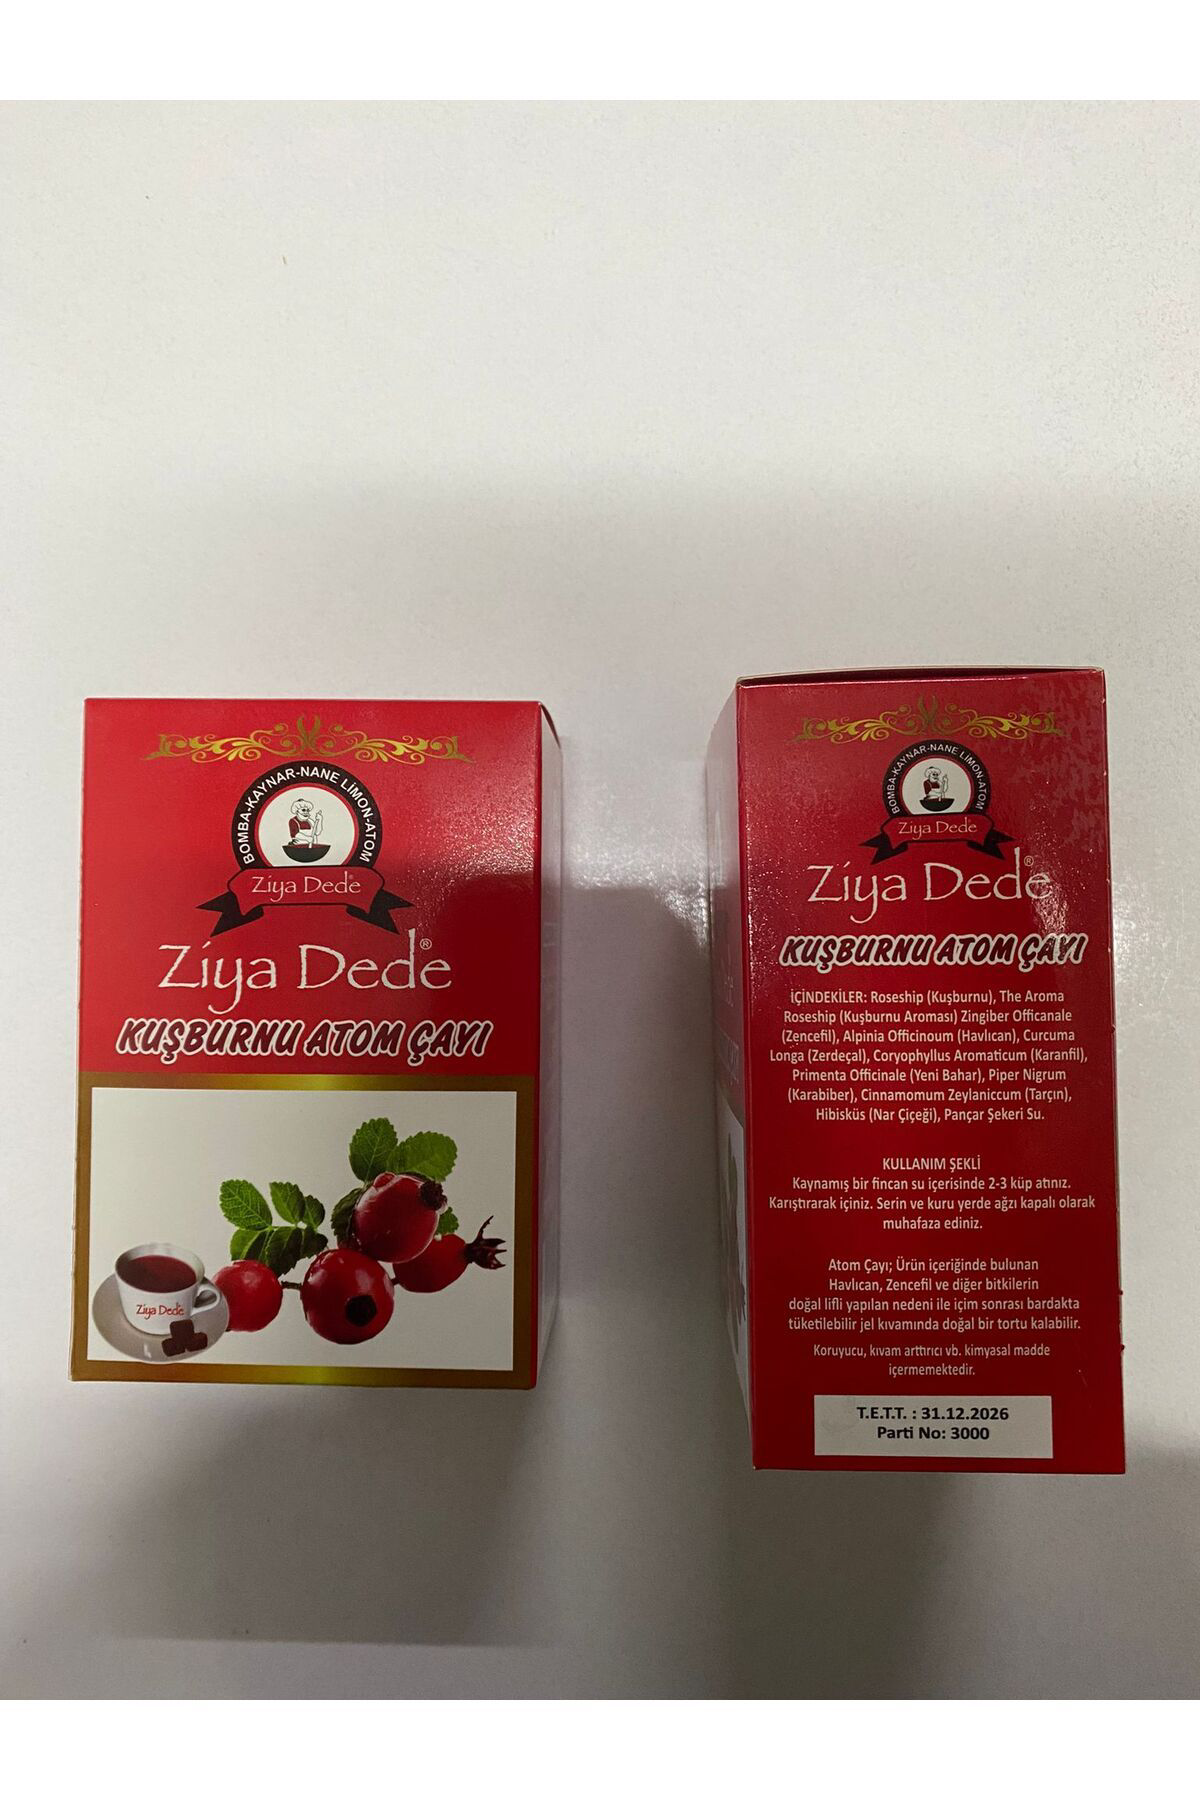 BOMBA-KAYNAR-NANE LİMON-ATOM
Ziya Dede
Ziya Dede®
KUŞBURNU ATOM ÇAYI
Ziya Dede
BOMBA-KAYNAR-NANE LİMON-ATOM
Ziya Dede
Ziya Dede®
KUŞBURNU ATOM ÇAYI
İÇİNDEKİLER: Roseship (Kuşburnu), The Aroma
Roseship (Kuşburnu Aroması) Zingiber Officanale
(Zencefil), Alpinia Officinoum (Havlıcan), Curcuma
Longa (Zerdeçal), Coryophyllus Aromaticum (Karanfil),
Primenta Officinale (Yeni Bahar), Piper Nigrum
(Karabiber), Cinnamomum Zeylaniccum (Tarçın),
Hibisküs (Nar Çiçeği), Pançar Şekeri Su.
KULLANIM ŞEKLİ
Kaynamış bir fincan su içerisinde 2-3 küp atınız.
Karıştırarak içiniz. Serin ve kuru yerde ağzı kapalı olarak
muhafaza ediniz.
Atom Çayı; Ürün içeriğinde bulunan
Havlıcan, Zencefil ve diğer bitkilerin
doğal lifli yapılan nedeni ile içim sonrası bardakta
tüketilebilir jel kıvamında doğal bir tortu kalabilir.
Koruyucu, kıvam arttırıcı vb. kimyasal madde
içermemektedir.
T.E.T.T. : 31.12.2026
Parti No: 3000